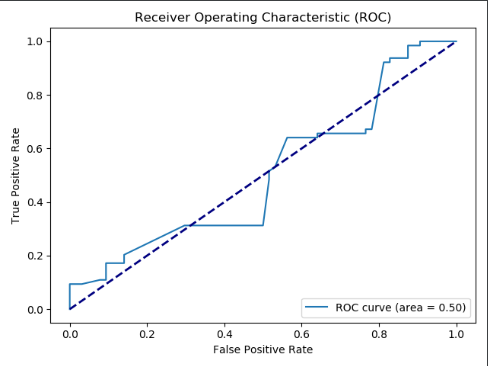 Receiver Operating Characteristic (ROC)
1.0
0.8
0.6
0.4
0.2
0.0
True Positive Rate
ROC curve (area = 0.50)
0.0 0.2 0.4 0.6 0.8 1.0
False Positive Rate